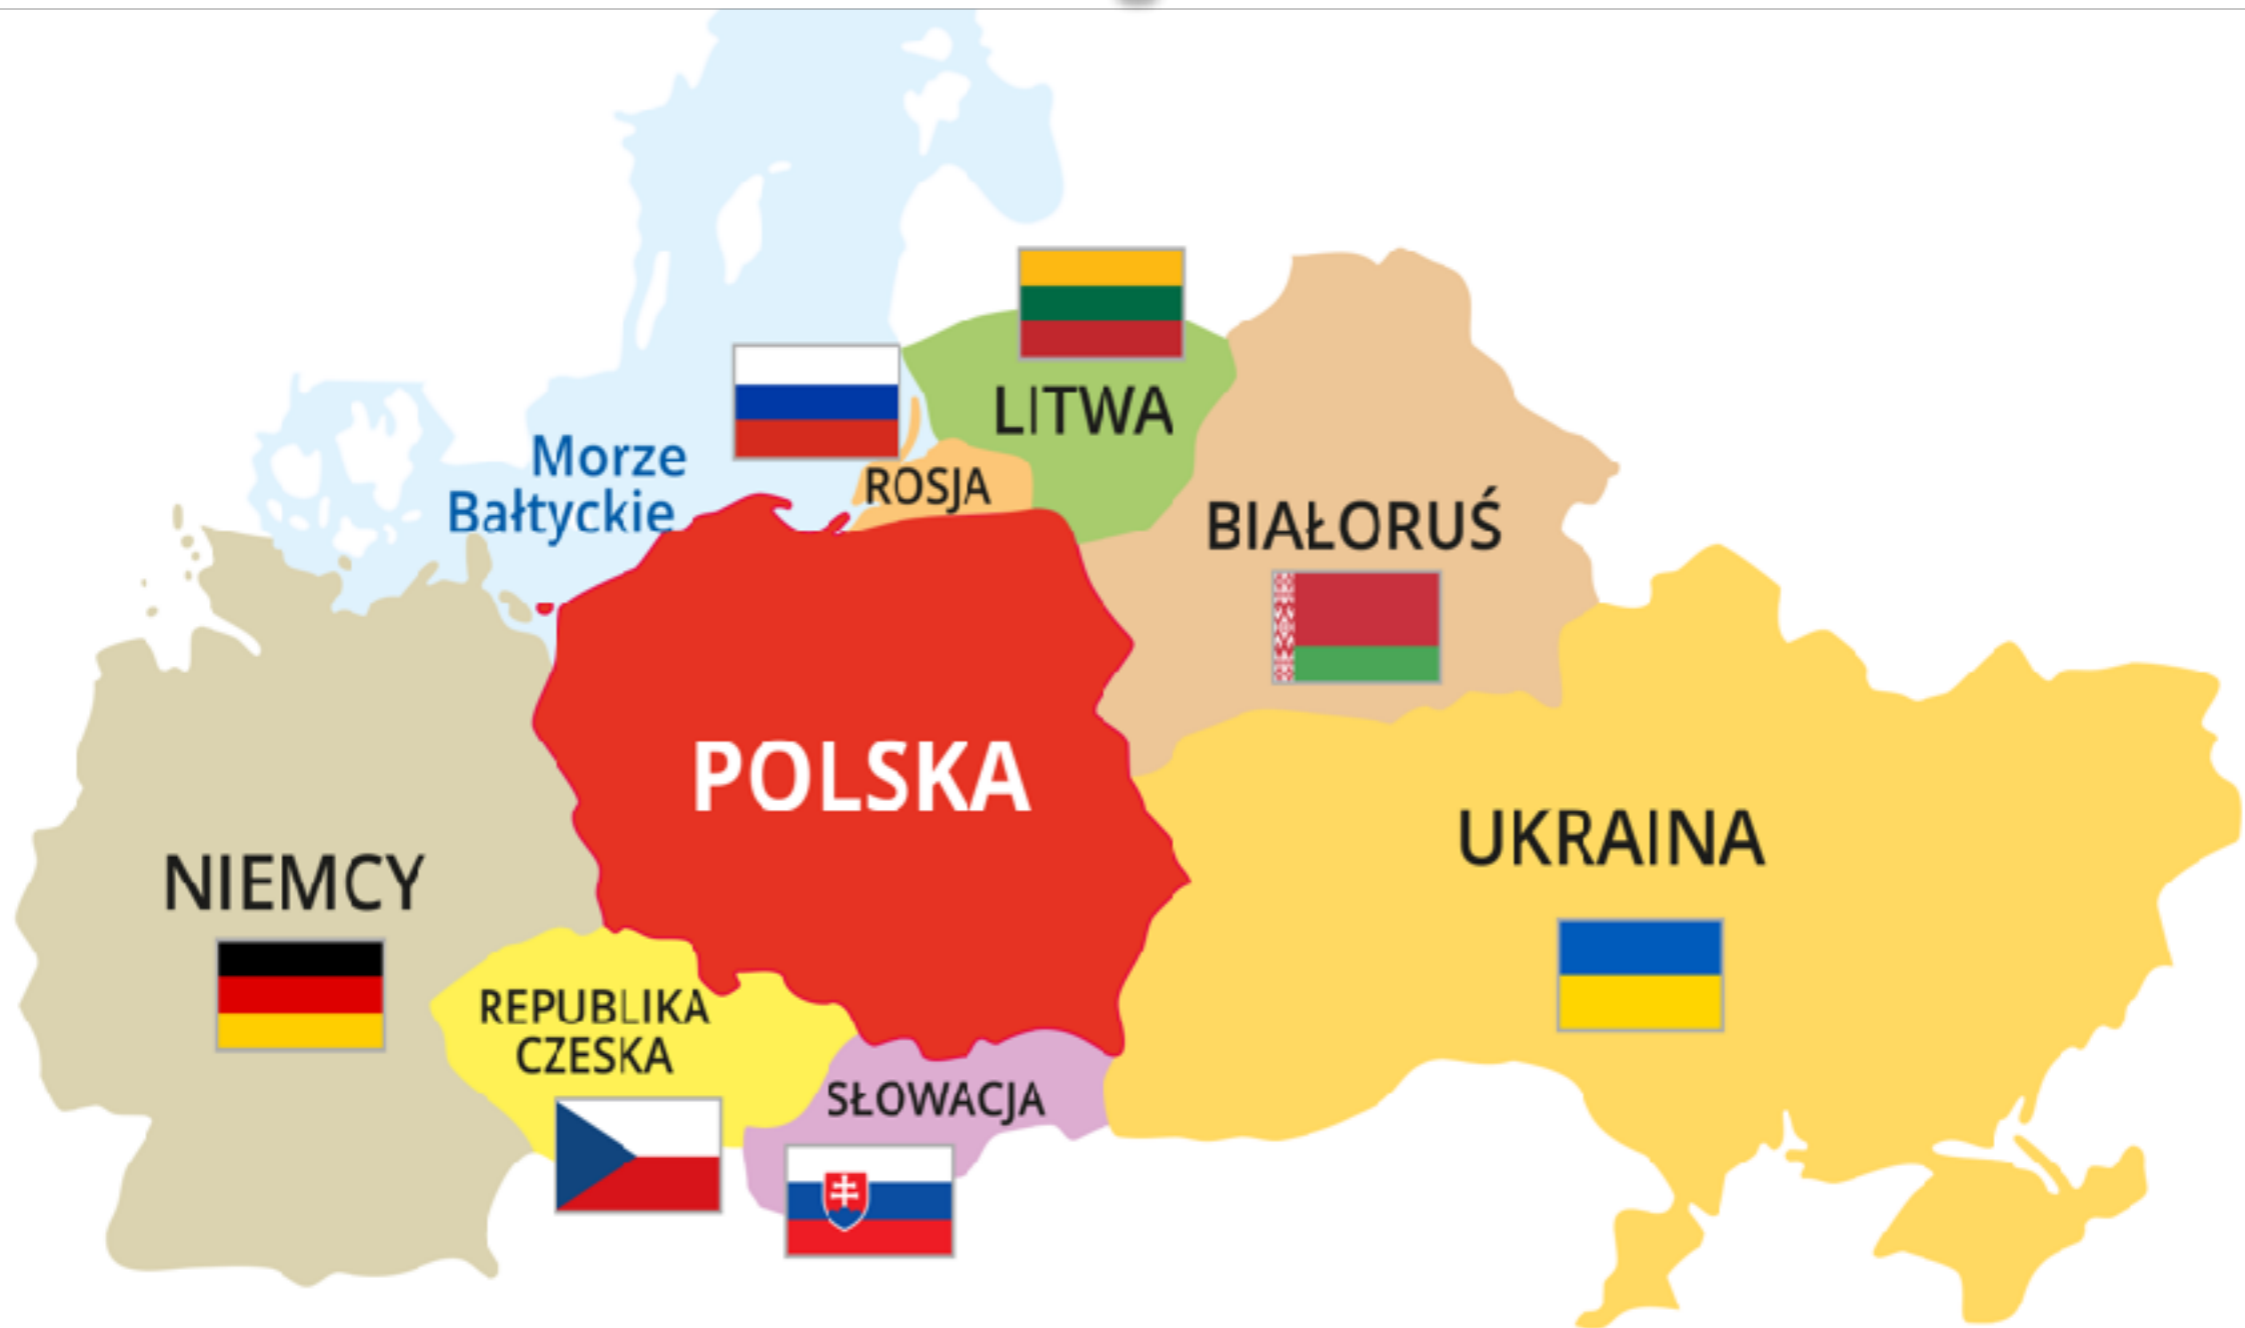 LITWA
Morze
Bałtyckie
ROSJA
BIAŁORUŚ
POLSKA
UKRAINA
NIEMCY
REPUBLIKA
CZESKA
SŁOWACJA